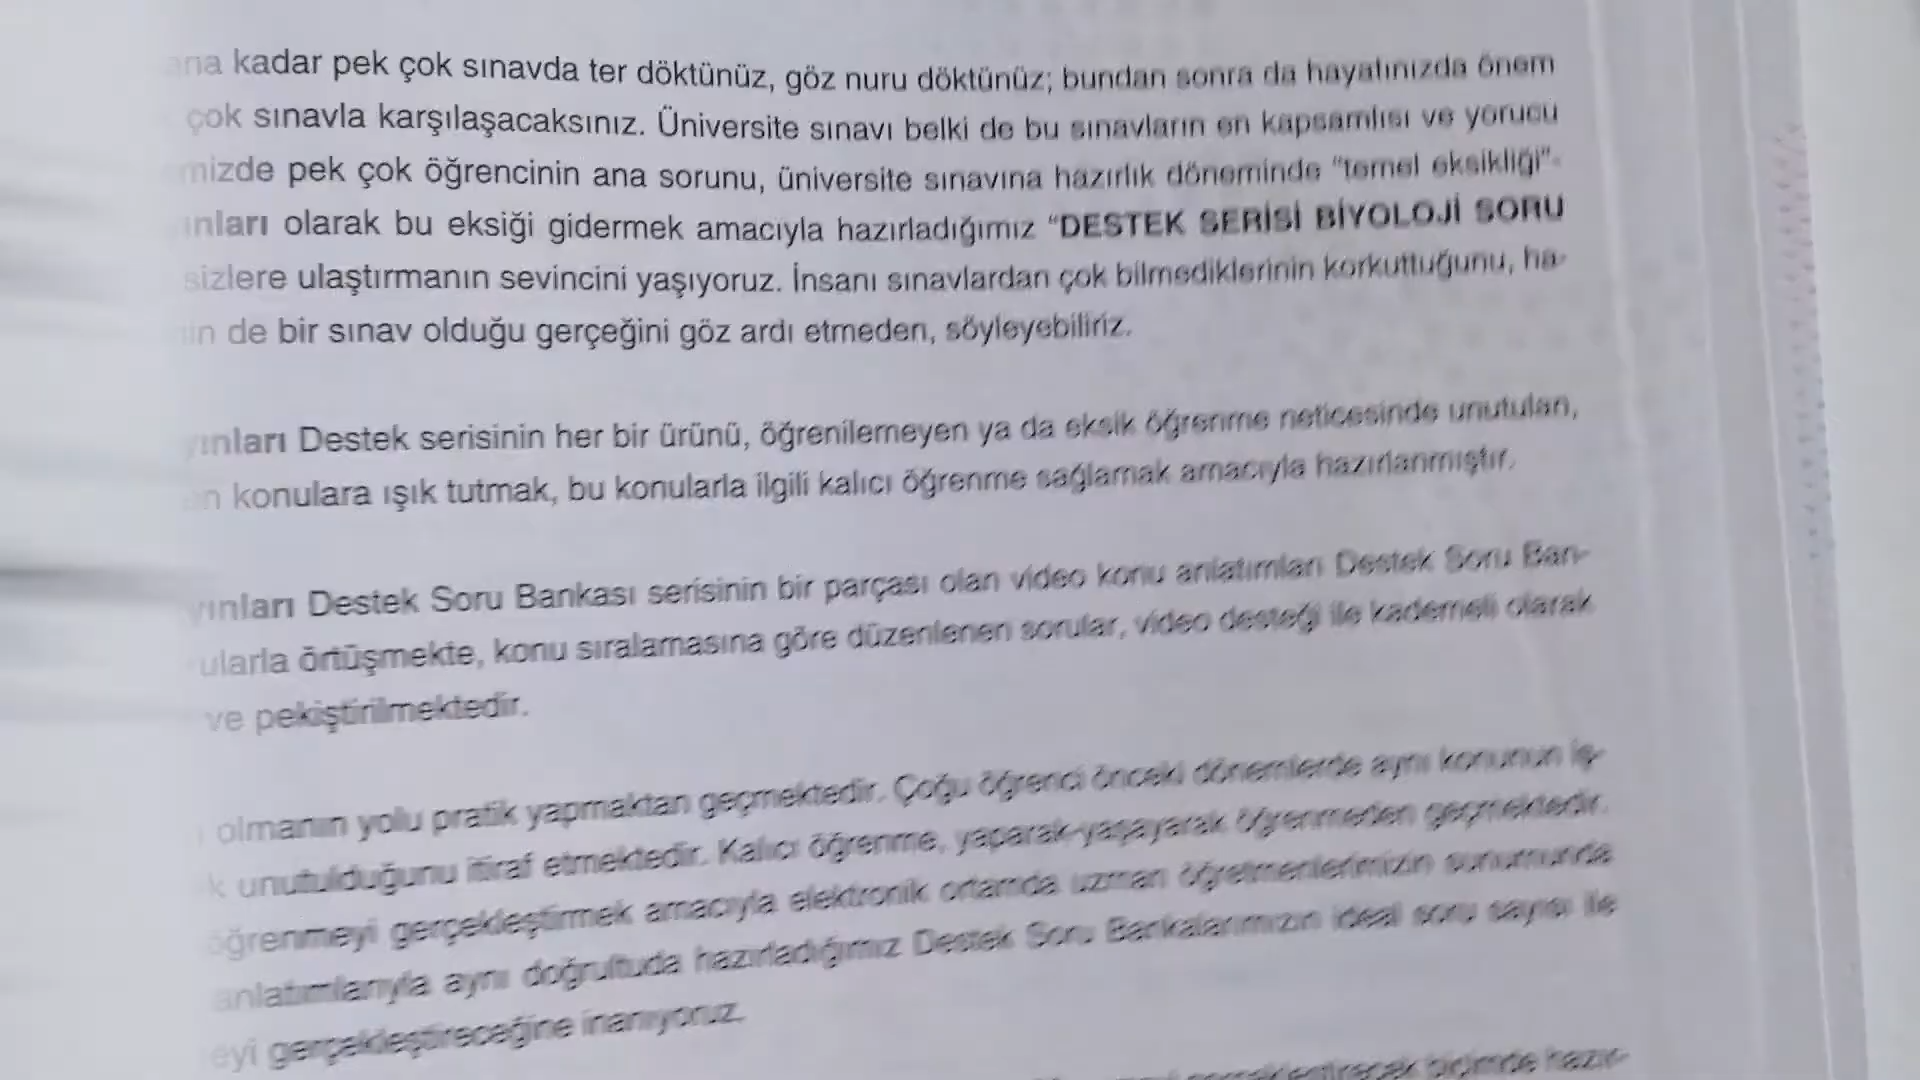 kadar pek çok sınavda ter döktünüz, göz nuru döktünüz; bundan sonra da hayatınızda önem
çok sınavla karşılaşacaksınız. Üniversite sınavı belki de bu sınavların en kapsamlısı ve yorucu
mizde pek çok öğrencinin ana sorunu, üniversite sınavına hazırlık döneminde “temel eksikliği”.
ınları olarak bu eksiği gidermek amacıyla hazırladığımız “DESTEK SERİSİ BİYOLOJİ SORU
sizlere ulaştırmanın sevincini yaşıyoruz. İnsanı sınavlardan çok bilmediklerinin korkuttuğunu, ha-
de bir sınav olduğu gerçeğini göz ardı etmeden, söyleyebiliriz.
yınları Destek serisinin her bir ürünü, öğrenilemeyen ya da eksik öğrenme neticesinde unutulan,
konulara ışık tutmak, bu konularla ilgili kalıcı öğrenme sağlamak amacıyla hazırlanmıştır.
yınları Destek Soru Bankası serisinin bir parçası olan video konu anlatımları Destek Soru Ban-
ularla örtüşmekte, konu sıralamasına göre düzenlenen sorular, video desteği ile kademeli olarak
ve pekiştirilmektedir.
olmanın yolu pratik yapmaktan geçmektedir. Çoğu öğrenci önceki dönemlerde aynı konunun iş-
k unutulduğunu itiraf etmektedir. Kalıcı öğrenme, yaparak-yaşayarak öğrenmeden geçmektedir.
öğrenmeyi gerçekleştirmek amacıyla elektronik ortamda uzman öğretmenlerimizin sunumunda
anlatımlarıyla aynı doğrultuda hazırladığımız Destek Soru Bankalarımızın ideal soru sayısı ile
eyi gerçekleştireceğine inanıyoruz.
biçimde hazır-